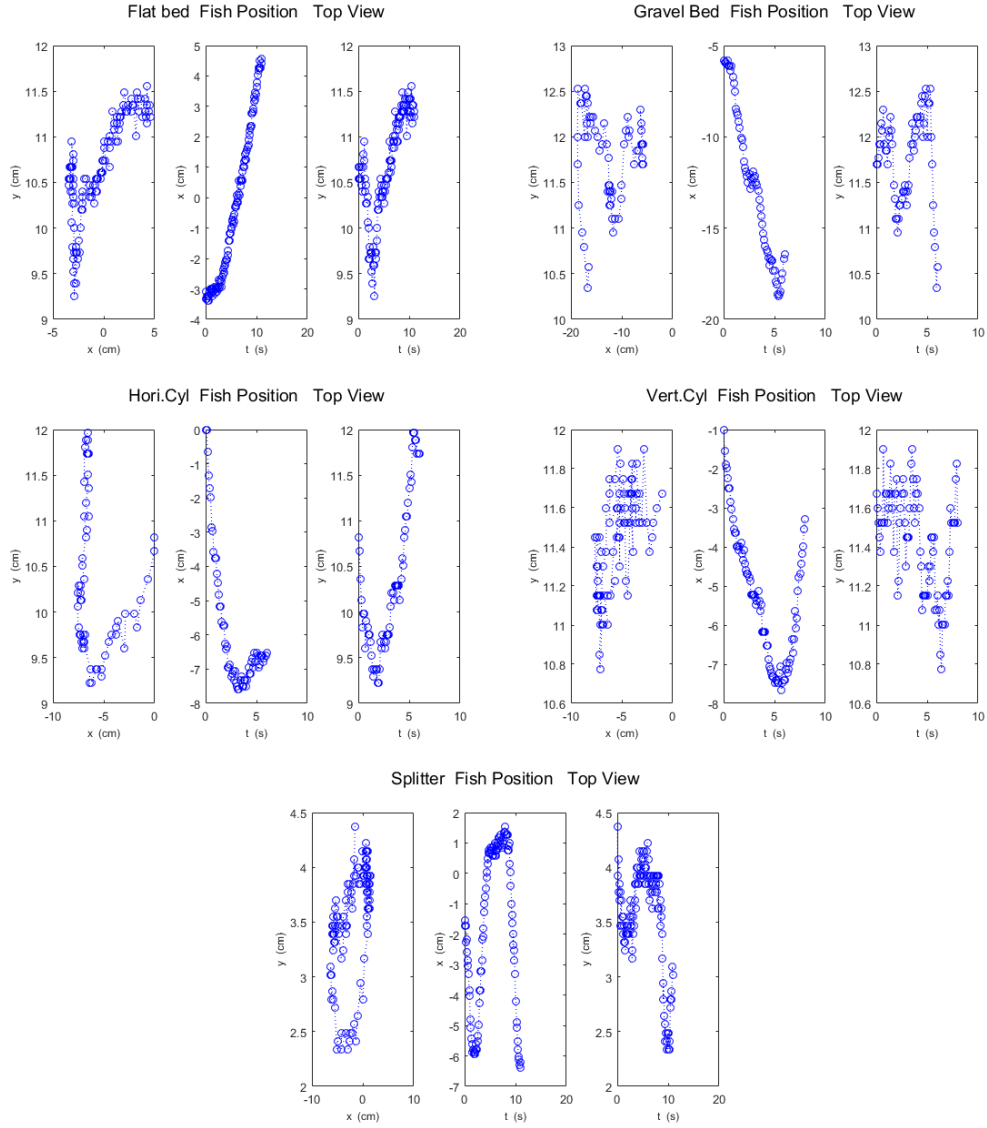 Flat bed Fish Position Top View
12
11.5
11
10.5
10
9.5
9
y (cm)
-5 0 5
x (cm)
5
4
3
2
1
0
-1
-2
-3
-4
x (cm)
0 10 20
t (s)
12
11.5
11
10.5
10
9.5
9
y (cm)
0 10 20
t (s)
Gravel Bed Fish Position Top View
13
12.5
12
11.5
11
10.5
10
y (cm)
-20 -10 0
x (cm)
-5
-10
-15
-20
x (cm)
0 5 10
t (s)
13
12.5
12
11.5
11
10.5
10
y (cm)
0 5 10
t (s)
Hori.Cyl Fish Position Top View
12
11.5
11
10.5
10
9.5
9
y (cm)
-10 -5 0
x (cm)
0
-1
-2
-3
-4
-5
-6
-7
-8
x (cm)
0 5 10
t (s)
12
11.5
11
10.5
10
9.5
9
y (cm)
0 5 10
t (s)
Vert.Cyl Fish Position Top View
12
11.8
11.6
11.4
11.2
11
10.8
10.6
y (cm)
-10 -5 0
x (cm)
-1
-2
-3
-4
-5
-6
-7
-8
x (cm)
0 5 10
t (s)
12
11.8
11.6
11.4
11.2
11
10.8
10.6
y (cm)
0 5 10
t (s)
Splitter Fish Position Top View
4.5
4
3.5
3
2.5
2
y (cm)
-10 0 10
x (cm)
2
1
0
-1
-2
-3
-4
-5
-6
-7
x (cm)
0 10 20
t (s)
4.5
4
3.5
3
2.5
2
y (cm)
0 10 20
t (s)